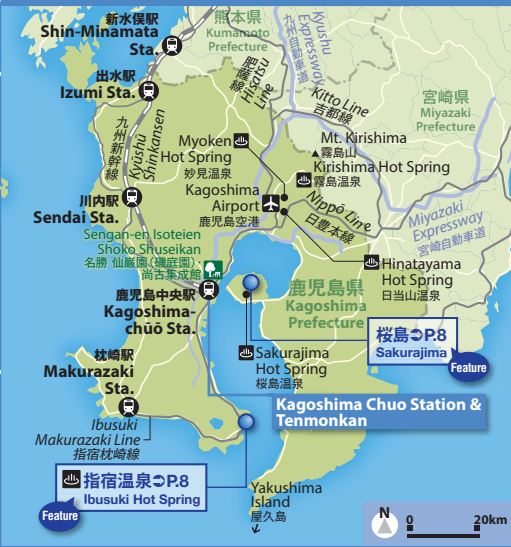 新水俣駅
Shin-Minamata
Sta.
熊本県
Kumamoto
Prefecture
Kyushu
Expressway
九州自動車道
出水駅
Izumi Sta.
肥薩線
Hisatsu
Line
Kitto Line
吉都線
宮崎県
Miyazaki
Prefecture
九州新幹線
Kyūshū
Shinkansen
Myoken
Hot Spring
妙見温泉
Mt. Kirishima
▲霧島山
Kirishima Hot Spring
霧島温泉
川内駅
Sendai Sta.
Kagoshima
Airport
鹿児島空港
Nippō Line
日豊本線
Miyazaki
Expressway
宮崎自動車道
Sengan-en Isoteien
Shoko Shuseikan
名勝 仙巌園(磯庭園)・
尚古集成館
Hinatayama
Hot Spring
日当山温泉
鹿児島中央駅
Kagoshima-
chūō Sta.
鹿児島県
Kagoshima
Prefecture
桜島➲P.8
Sakurajima
Feature
枕崎駅
Makurazaki
Sta.
Sakurajima
Hot Spring
桜島温泉
Kagoshima Chuo Station &
Tenmonkan
Ibusuki
Makurazaki Line
指宿枕崎線
指宿温泉➲P.8
Ibusuki Hot Spring
Feature
Yakushima
Island
屋久島
N
0 20km